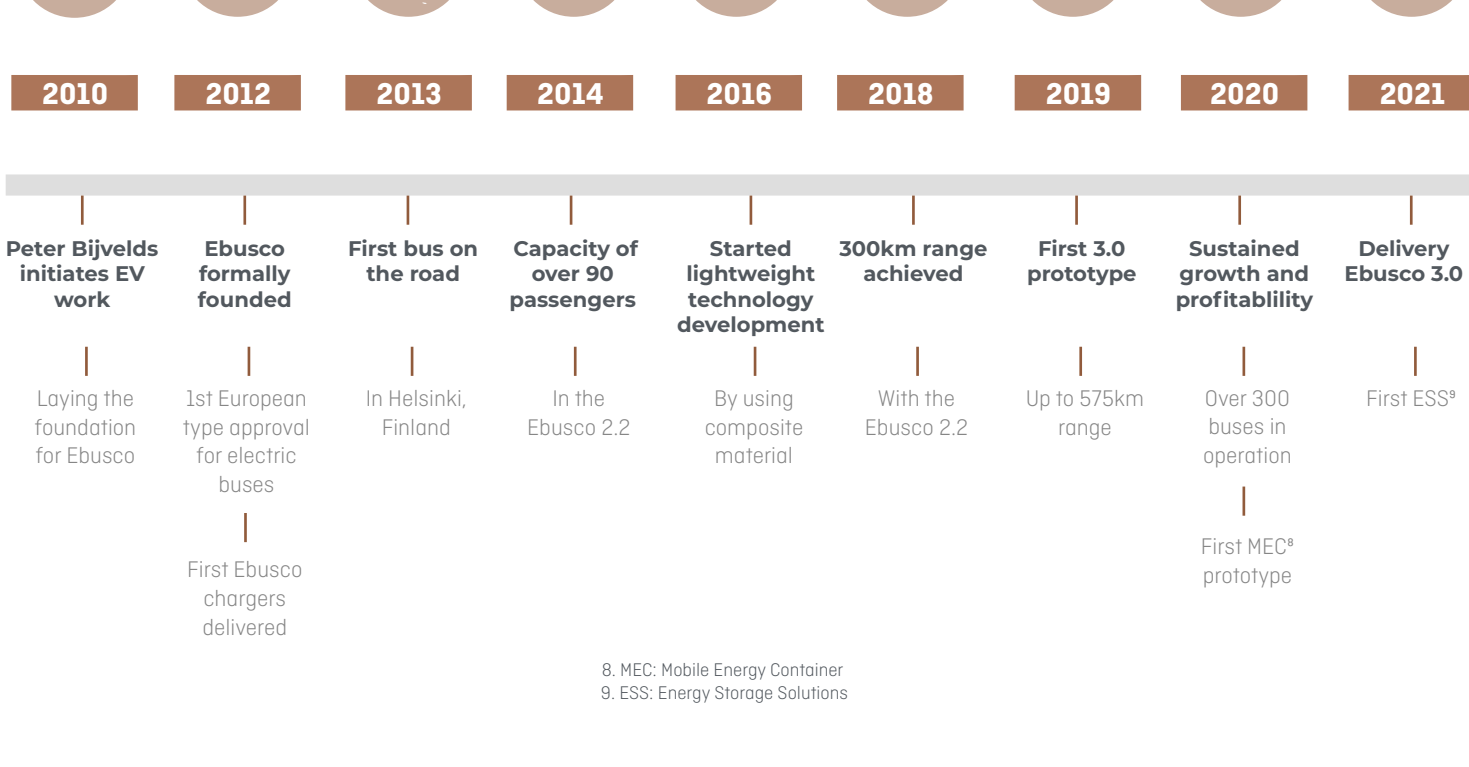 2010
2012
2013
2014
2016
2018
2019
2020
2021
Peter Bijvelds
initiates EV
work
Laying the
foundation
for Ebusco
Ebusco
formally
founded
1st European
type approval
for electric
buses
First Ebusco
chargers
delivered
First bus on
the road
In Helsinki,
Finland
Capacity of
over 90
passengers
In the
Ebusco 2.2
Started
lightweight
technology
development
By using
composite
material
300km range
achieved
With the
Ebusco 2.2
First 3.0
prototype
Up to 575km
range
Sustained
growth and
profitablility
Over 300
buses in
operation
First MEC⁸
prototype
Delivery
Ebusco 3.0
First ESS⁹
8. MEC: Mobile Energy Container
9. ESS: Energy Storage Solutions